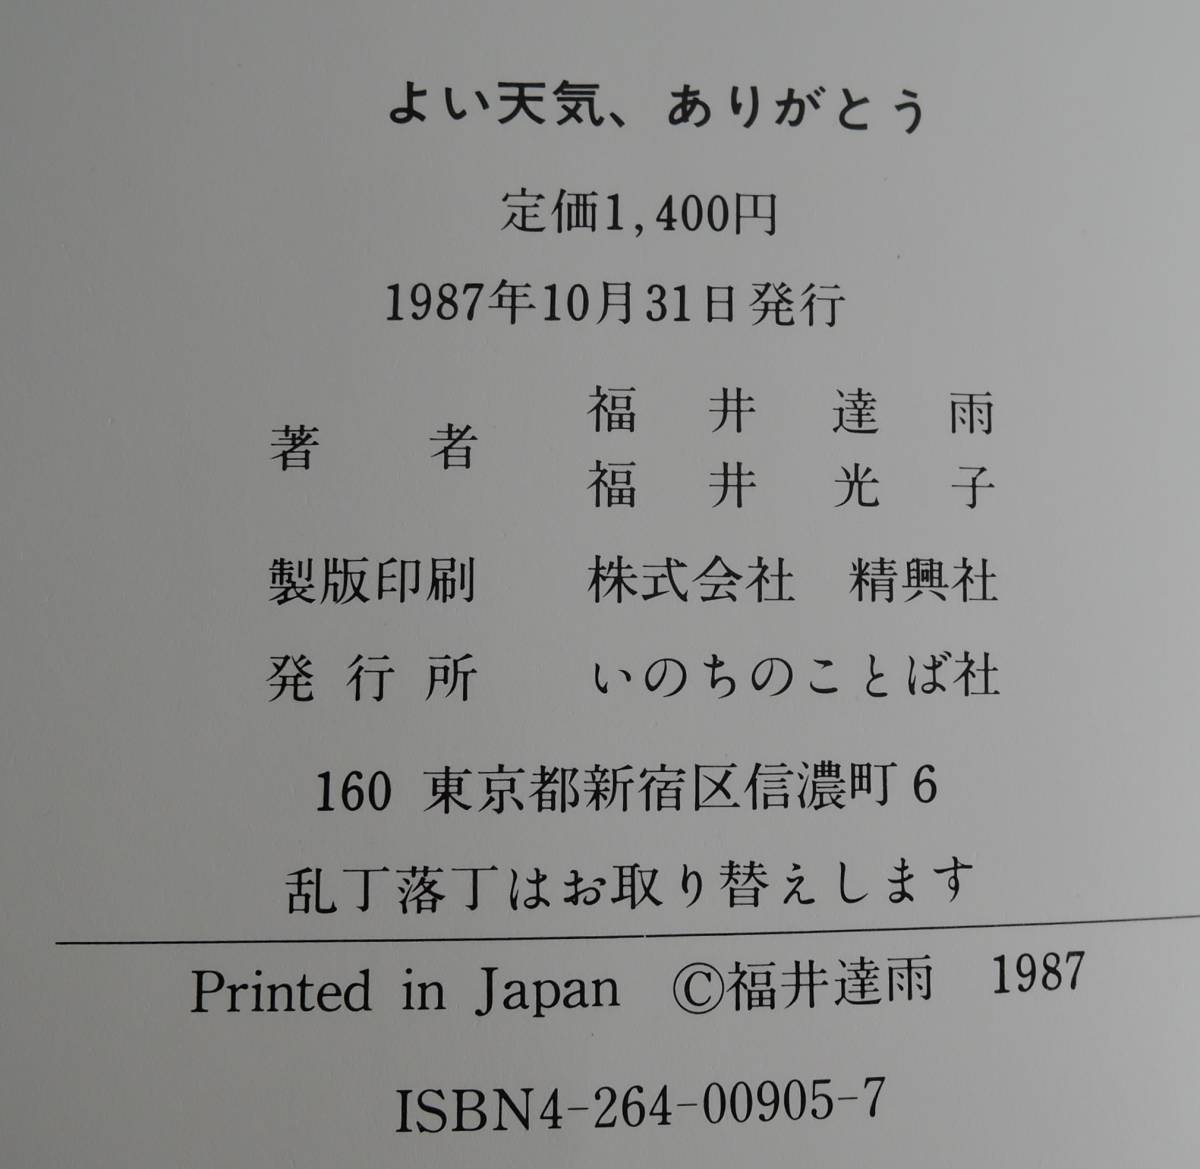 よい天気、ありがとう
定価1,400円
1987年10月31日発行
著者 福井達雨
福井光子
製版印刷 株式会社 精興社
発行所 いのちのことば社
160 東京都新宿区信濃町6
乱丁落丁はお取り替えします
Printed in Japan ©福井達雨 1987
ISBN4-264-00905-7